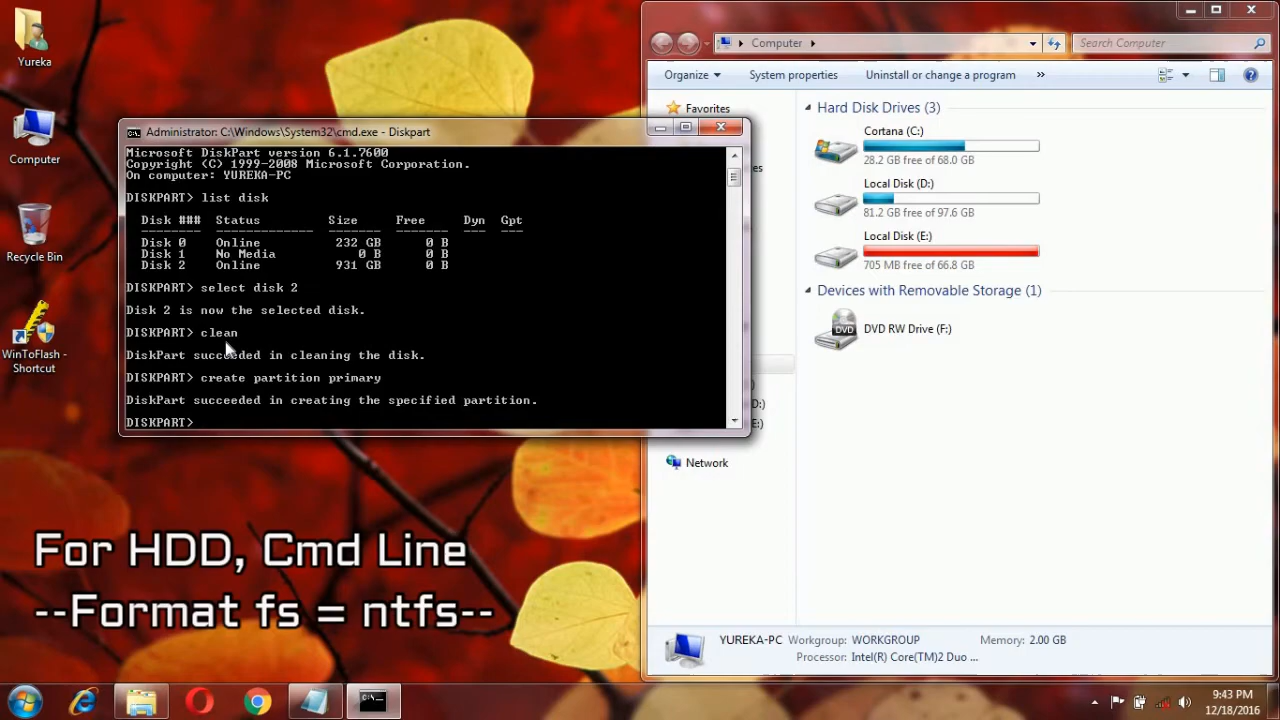 Yureka
Computer
Recycle Bin
WinToFlash -
Shortcut
Administrator: C:\Windows\System32\cmd.exe - Diskpart
Microsoft DiskPart version 6.1.7600
Copyright (C) 1999-2008 Microsoft Corporation.
On computer: YUREKA-PC
DISKPART> list disk
Disk ### Status Size Free Dyn Gpt
-------- ------------- ------- ------- --- ---
Disk 0 Online 232 GB 0 B
Disk 1 No Media 0 B 0 B
Disk 2 Online 931 GB 0 B
DISKPART> select disk 2
Disk 2 is now the selected disk.
DISKPART> clean
DiskPart succeeded in cleaning the disk.
DISKPART> create partition primary
DiskPart succeeded in creating the specified partition.
DISKPART>
For HDD, Cmd Line
--Format fs = ntfs--
Computer
Search Computer
Organize System properties Uninstall or change a program »
Favorites
Network
Hard Disk Drives (3)
Cortana (C:)
28.2 GB free of 68.0 GB
Local Disk (D:)
81.2 GB free of 97.6 GB
Local Disk (E:)
705 MB free of 66.8 GB
Devices with Removable Storage (1)
DVD
DVD RW Drive (F:)
YUREKA-PC Workgroup: WORKGROUP Memory: 2.00 GB
Processor: Intel(R) Core(TM)2 Duo ...
9:43 PM
12/18/2016